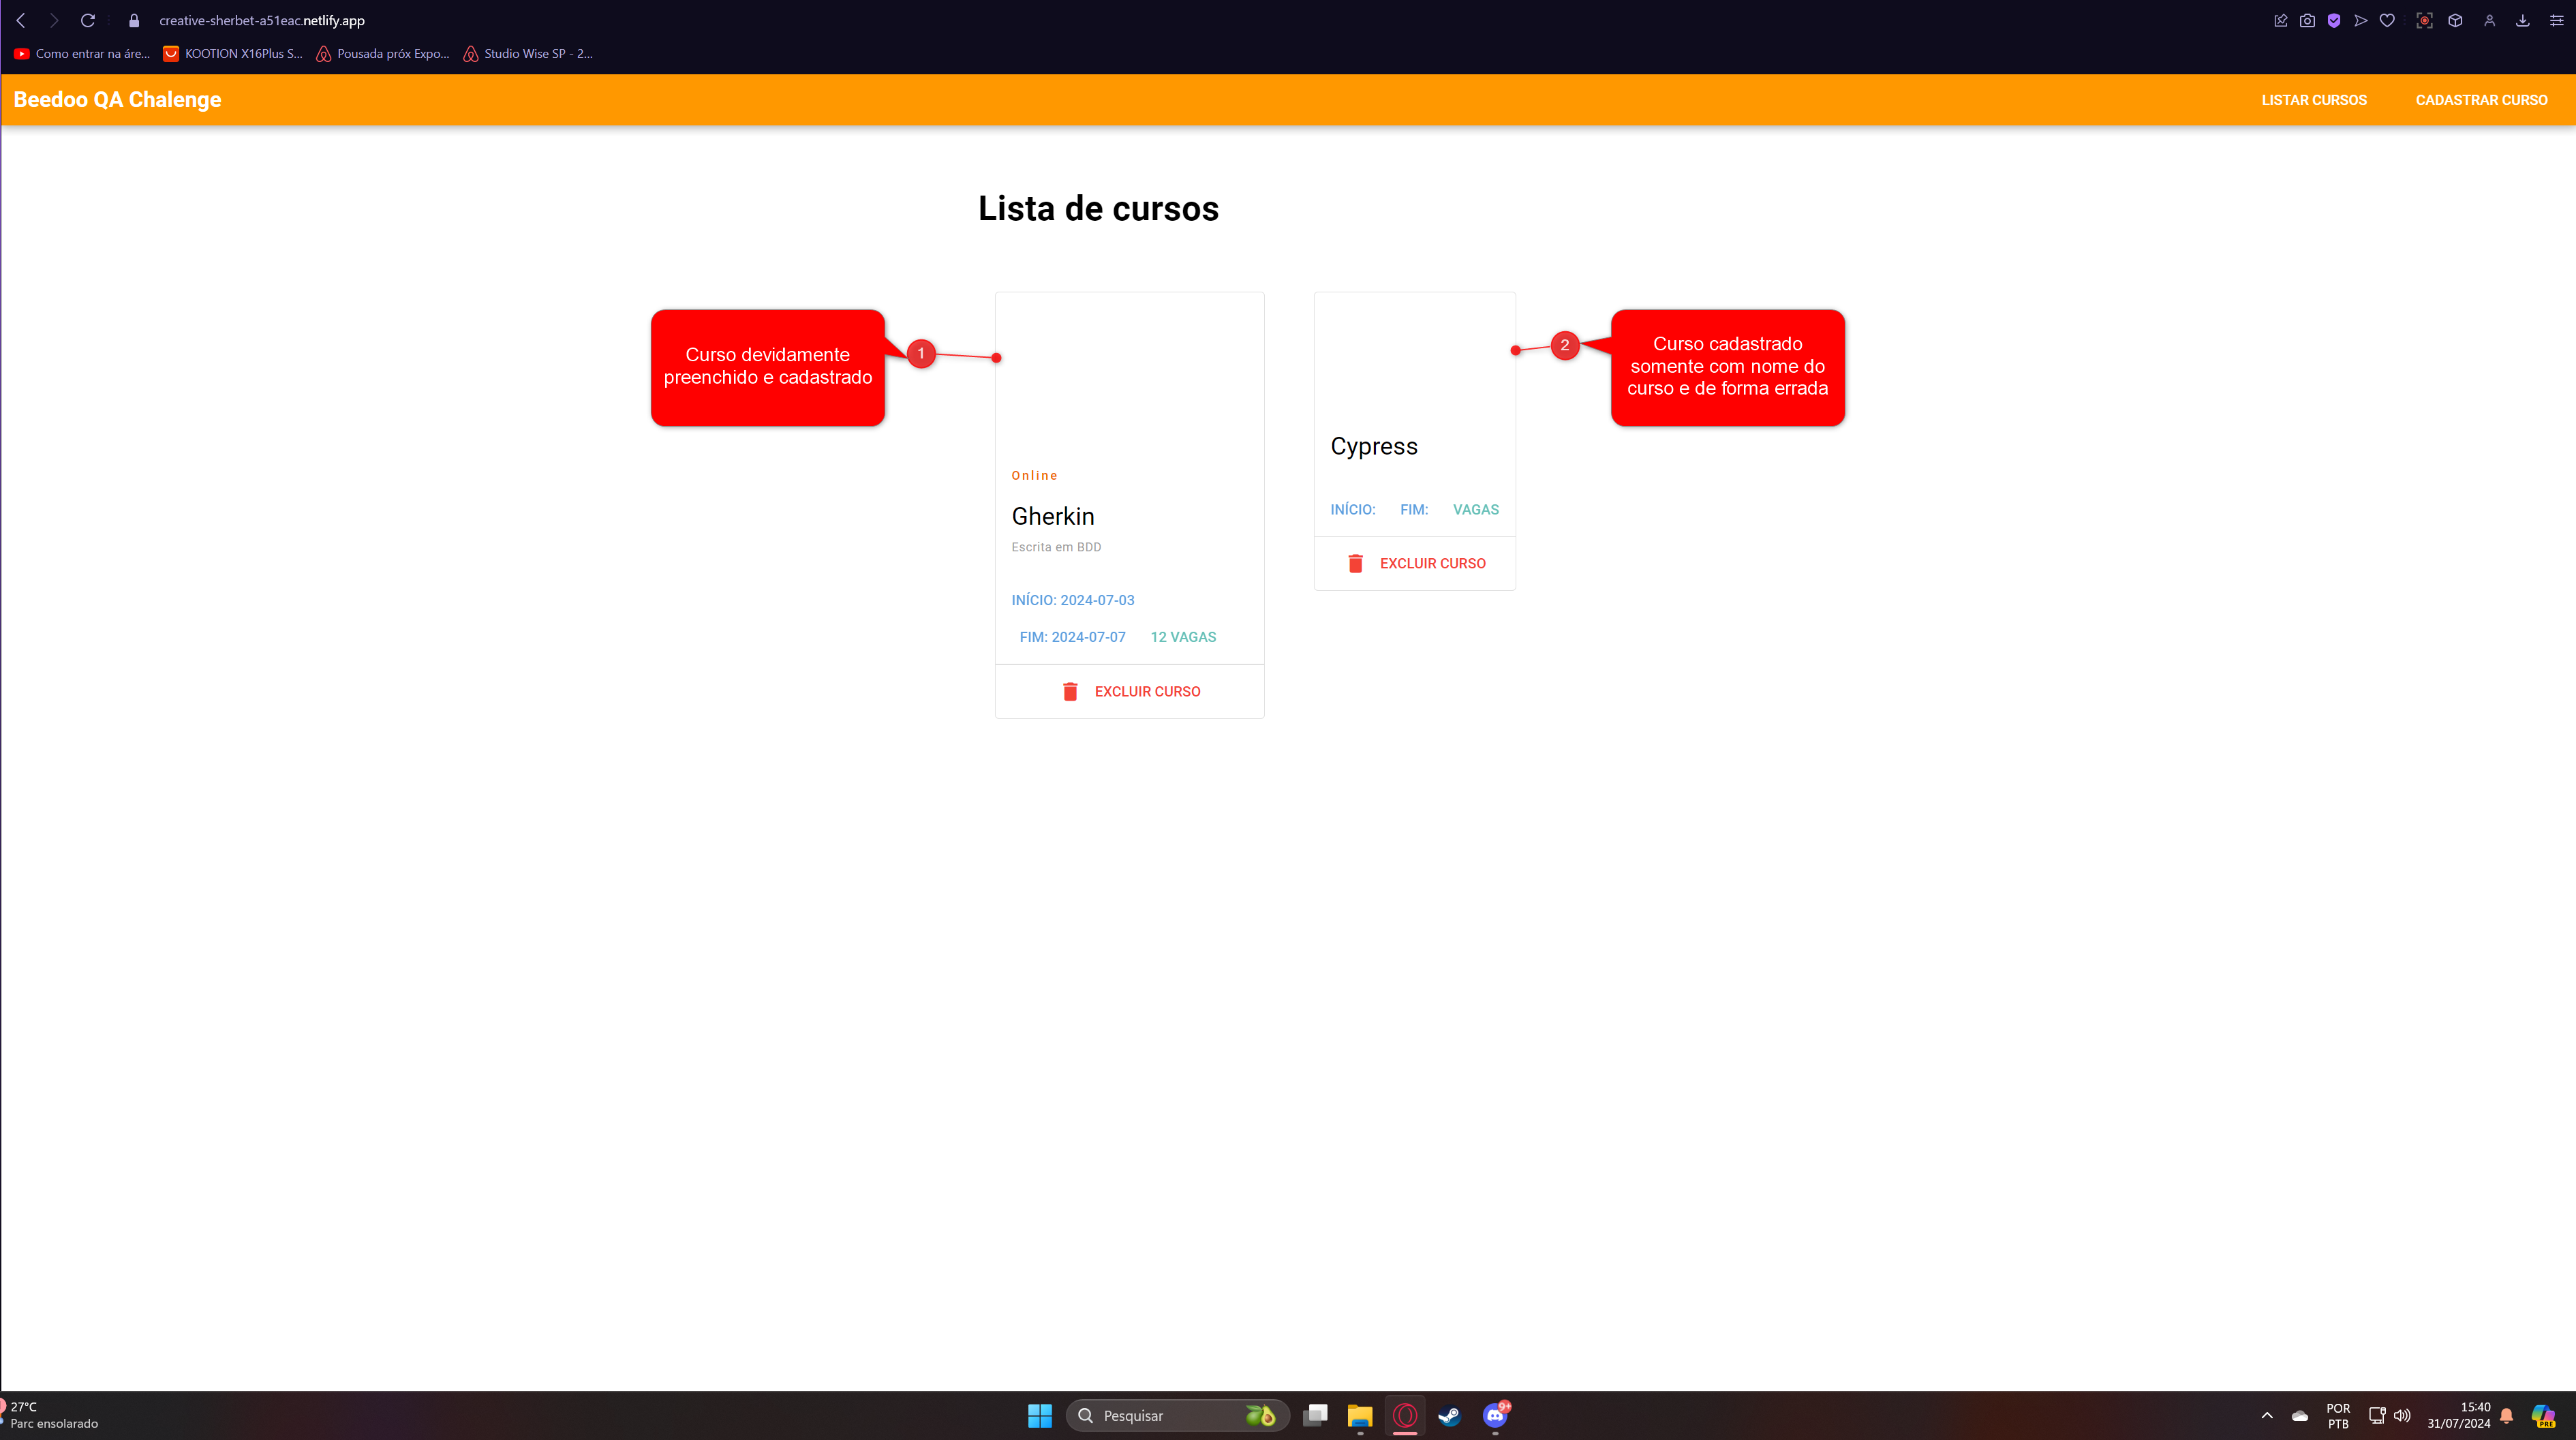 creative-sherbet-a51eac.netlify.app
Como entrar na áre...
KOOTION X16Plus S...
Pousada próx Expo...
Studio Wise SP - 2...
Beedoo QA Chalenge
LISTAR CURSOS
CADASTRAR CURSO
Lista de cursos
Curso devidamente
preenchido e cadastrado
1
Online
Gherkin
Escrita em BDD
INÍCIO: 2024-07-03
FIM: 2024-07-07
12 VAGAS
EXCLUIR CURSO
Cypress
INÍCIO:
FIM:
VAGAS
EXCLUIR CURSO
2
Curso cadastrado
somente com nome do
curso e de forma errada
27°C
Parc ensolarado
Pesquisar
9+
POR
PTB
15:40
31/07/2024
PRE